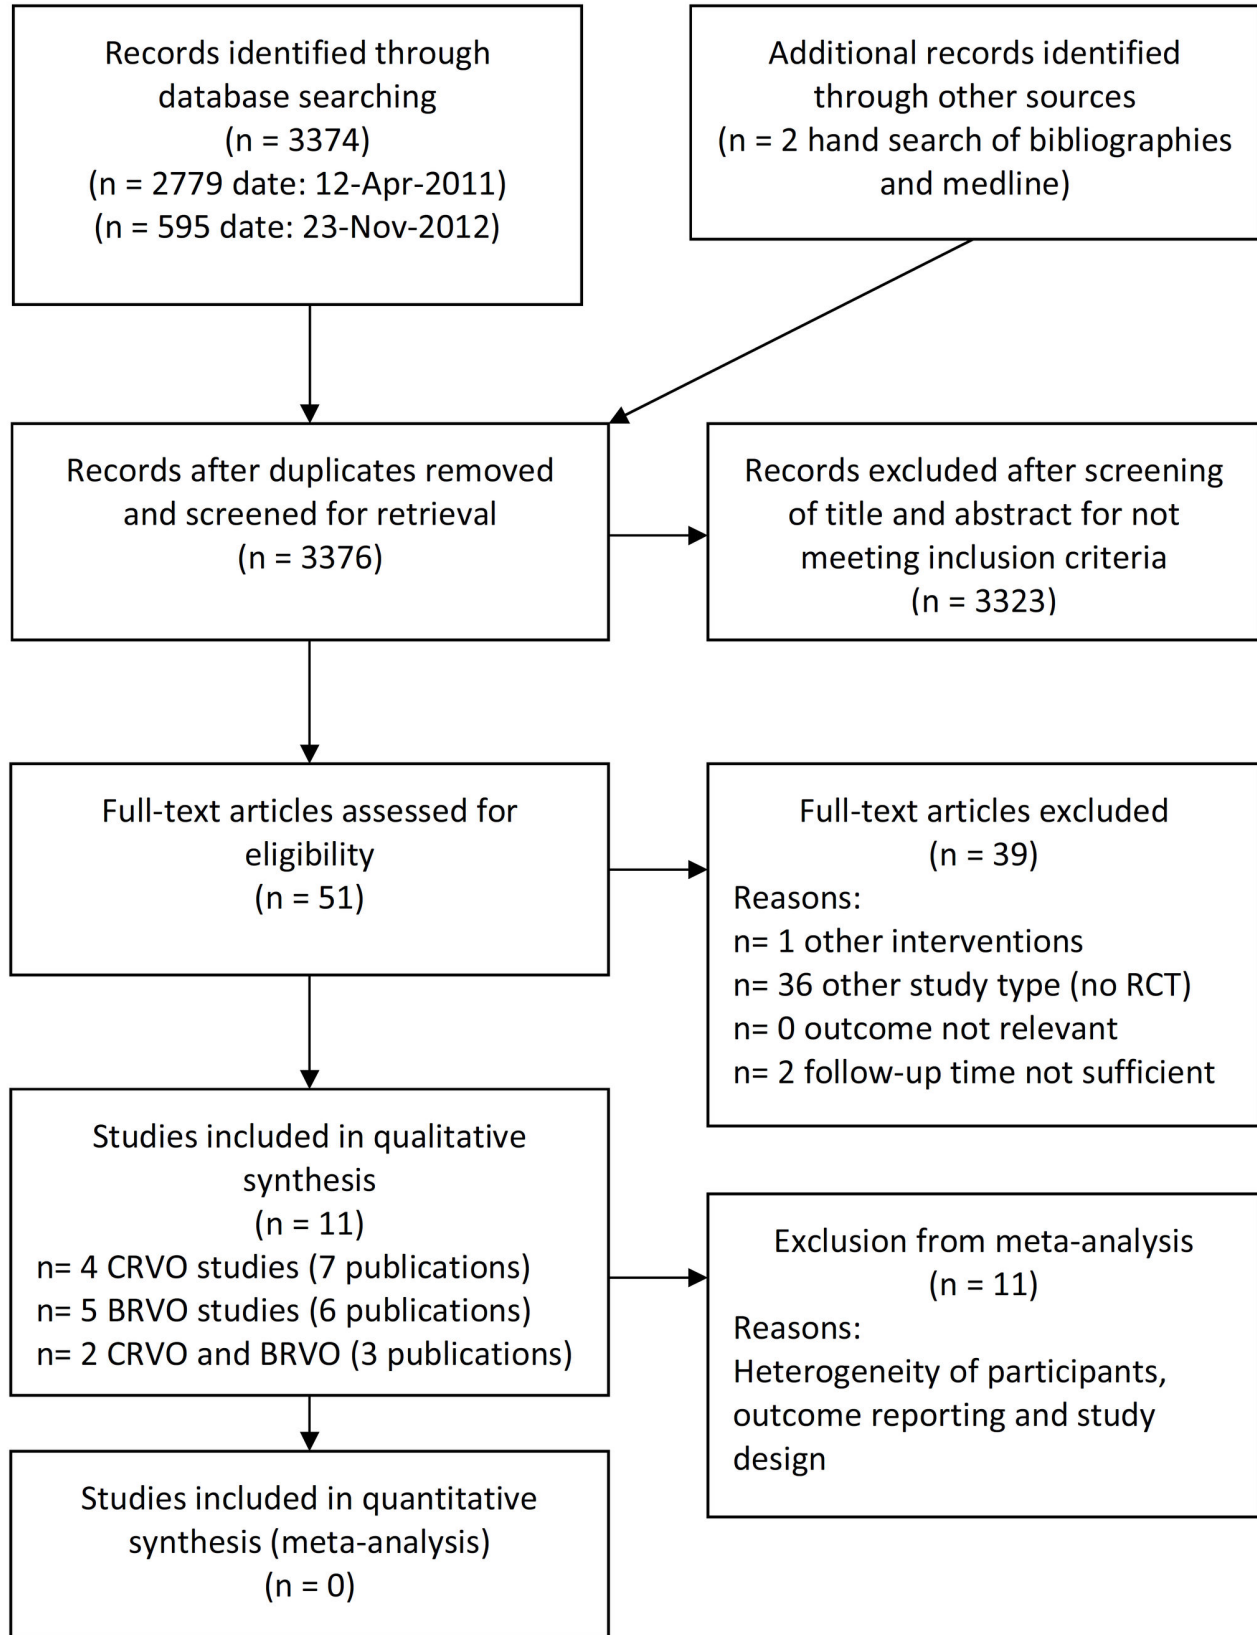 Records identified through
database searching
(n = 3374)
(n = 2779 date: 12-Apr-2011)
(n = 595 date: 23-Nov-2012)
Additional records identified
through other sources
(n = 2 hand search of bibliographies
and medline)
Records after duplicates removed
and screened for retrieval
(n = 3376)
Records excluded after screening
of title and abstract for not
meeting inclusion criteria
(n = 3323)
Full-text articles assessed for
eligibility
(n = 51)
Full-text articles excluded
(n = 39)
Reasons:
n= 1 other interventions
n= 36 other study type (no RCT)
n= 0 outcome not relevant
n= 2 follow-up time not sufficient
Studies included in qualitative
synthesis
(n = 11)
n= 4 CRVO studies (7 publications)
n= 5 BRVO studies (6 publications)
n= 2 CRVO and BRVO (3 publications)
Exclusion from meta-analysis
(n = 11)
Reasons:
Heterogeneity of participants,
outcome reporting and study
design
Studies included in quantitative
synthesis (meta-analysis)
(n = 0)